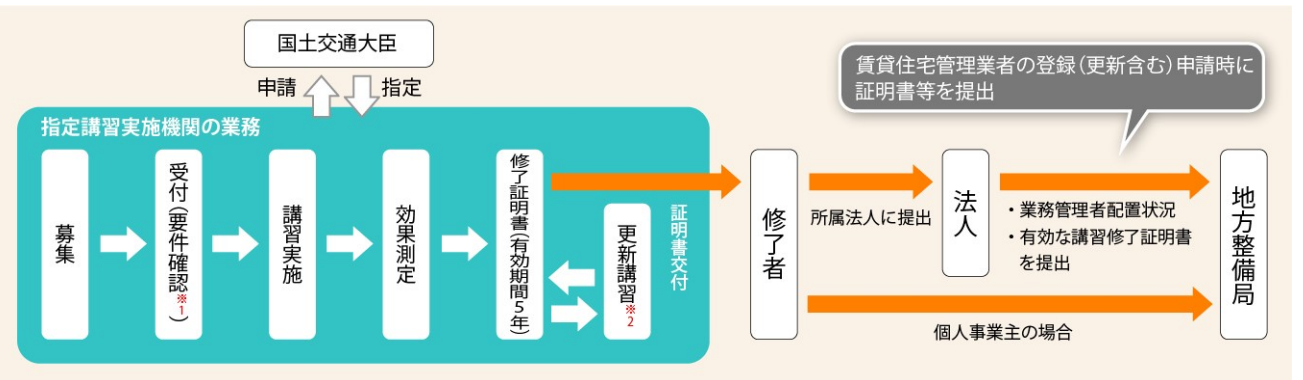 国土交通大臣
申請
指定
賃貸住宅管理業者の登録（更新含む）申請時に
証明書等を提出
指定講習実施機関の業務
募集
受付（要件確認※1）
講習実施
効果測定
修了証明書（有効期間5年）
更新講習※2
証明書交付
修了者
所属法人に提出
法人
・業務管理者配置状況
・有効な講習修了証明書
を提出
個人事業主の場合
地方整備局